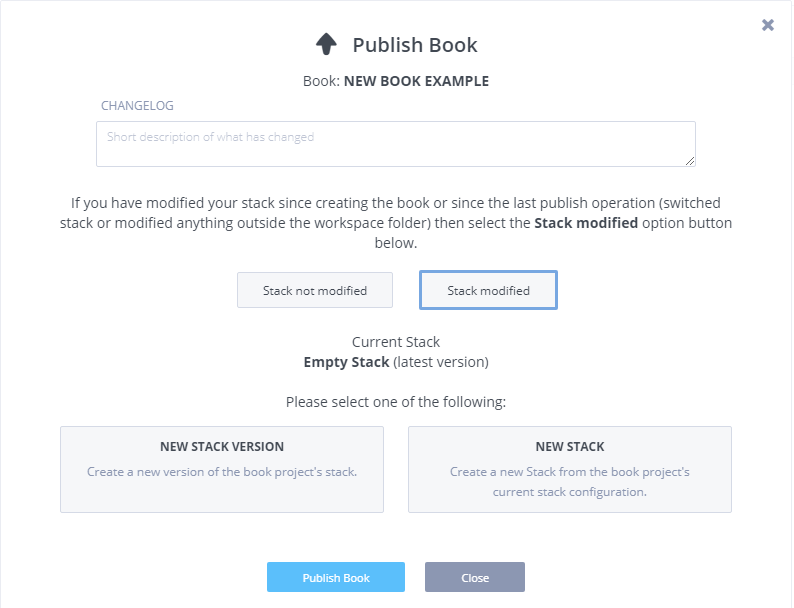 Publish Book
Book: NEW BOOK EXAMPLE
CHANGELOG
Short description of what has changed
If you have modified your stack since creating the book or since the last publish operation (switched
stack or modified anything outside the workspace folder) then select the Stack modified option button
below.
Stack not modified
Stack modified
Current Stack
Empty Stack (latest version)
Please select one of the following:
NEW STACK VERSION
Create a new version of the book project's stack.
NEW STACK
Create a new Stack from the book project's
current stack configuration.
Publish Book
Close